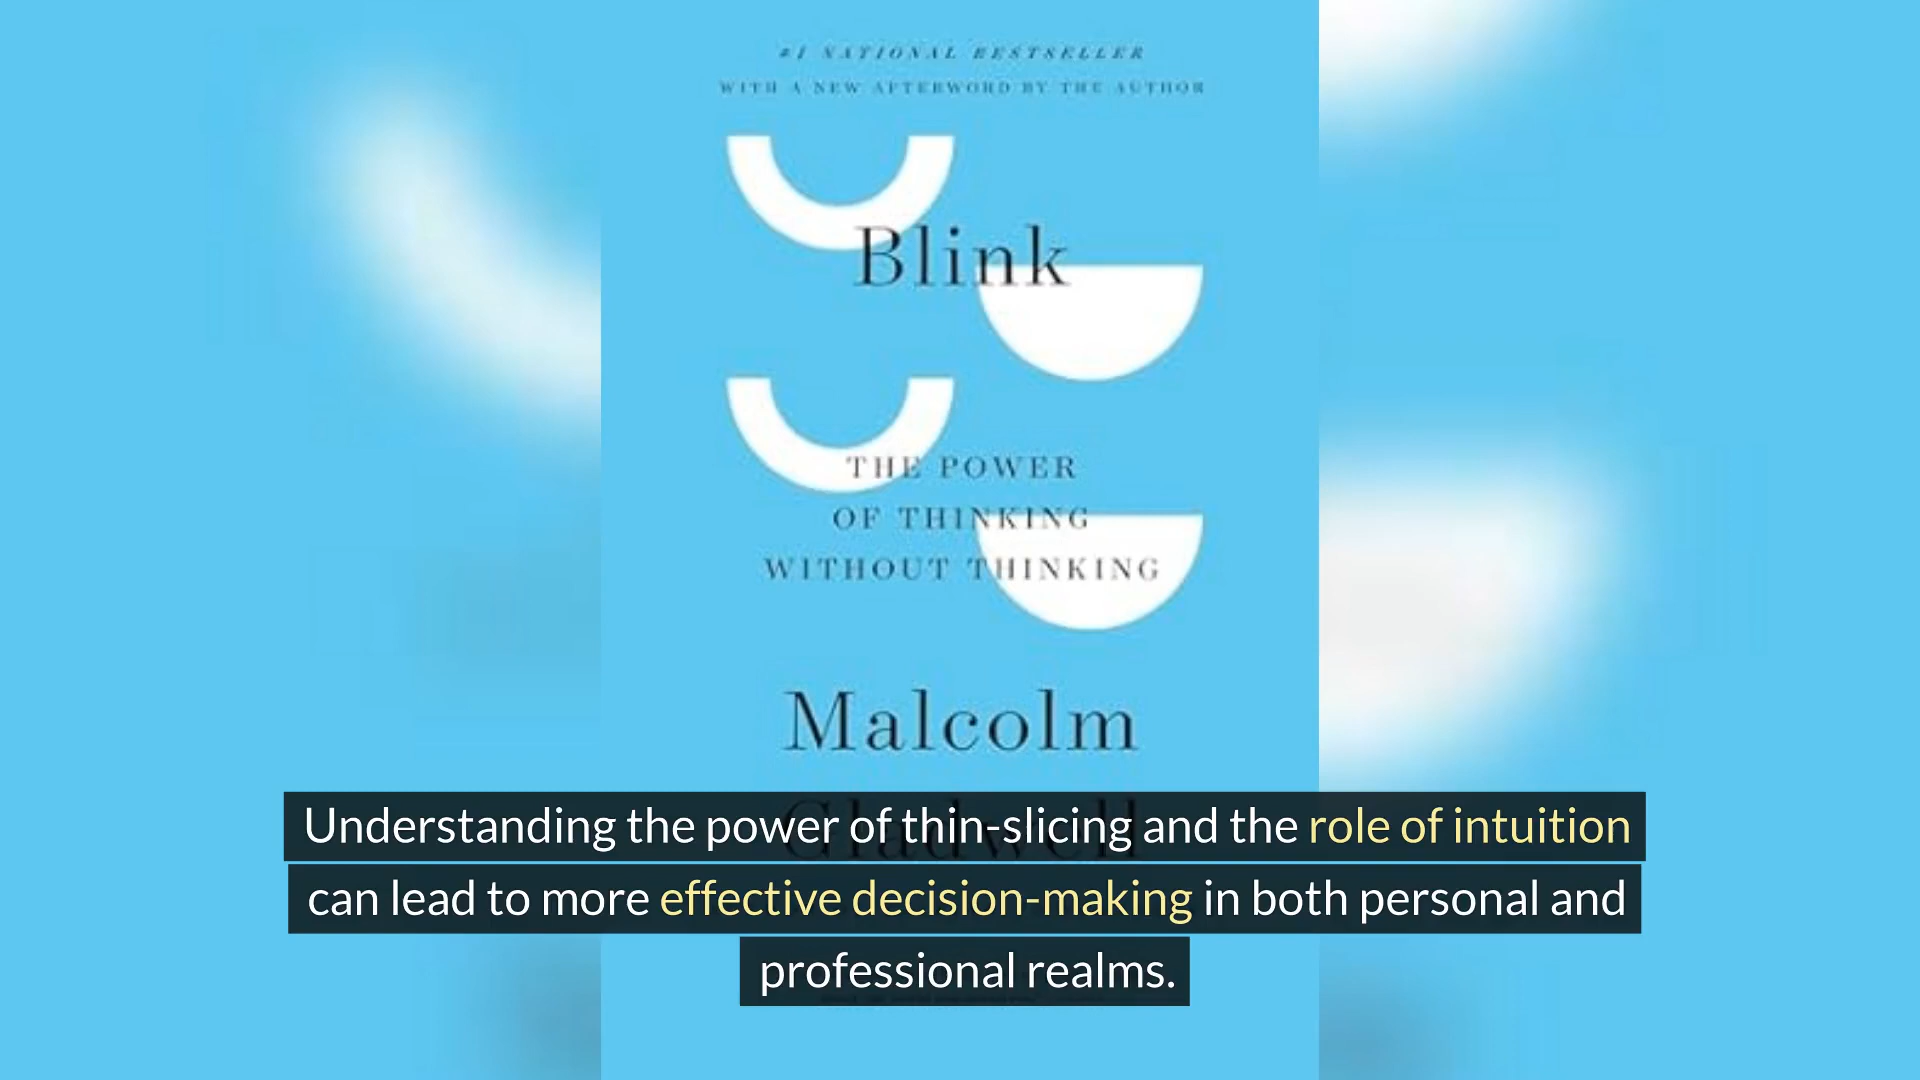 #1 NATIONAL BESTSELLER
WITH A NEW AFTERWORD BY THE AUTHOR
Blink
THE POWER
OF THINKING
WITHOUT THINKING
Malcolm
Gladwell
Understanding the power of thin-slicing and the role of intuition
can lead to more effective decision-making in both personal and
professional realms.